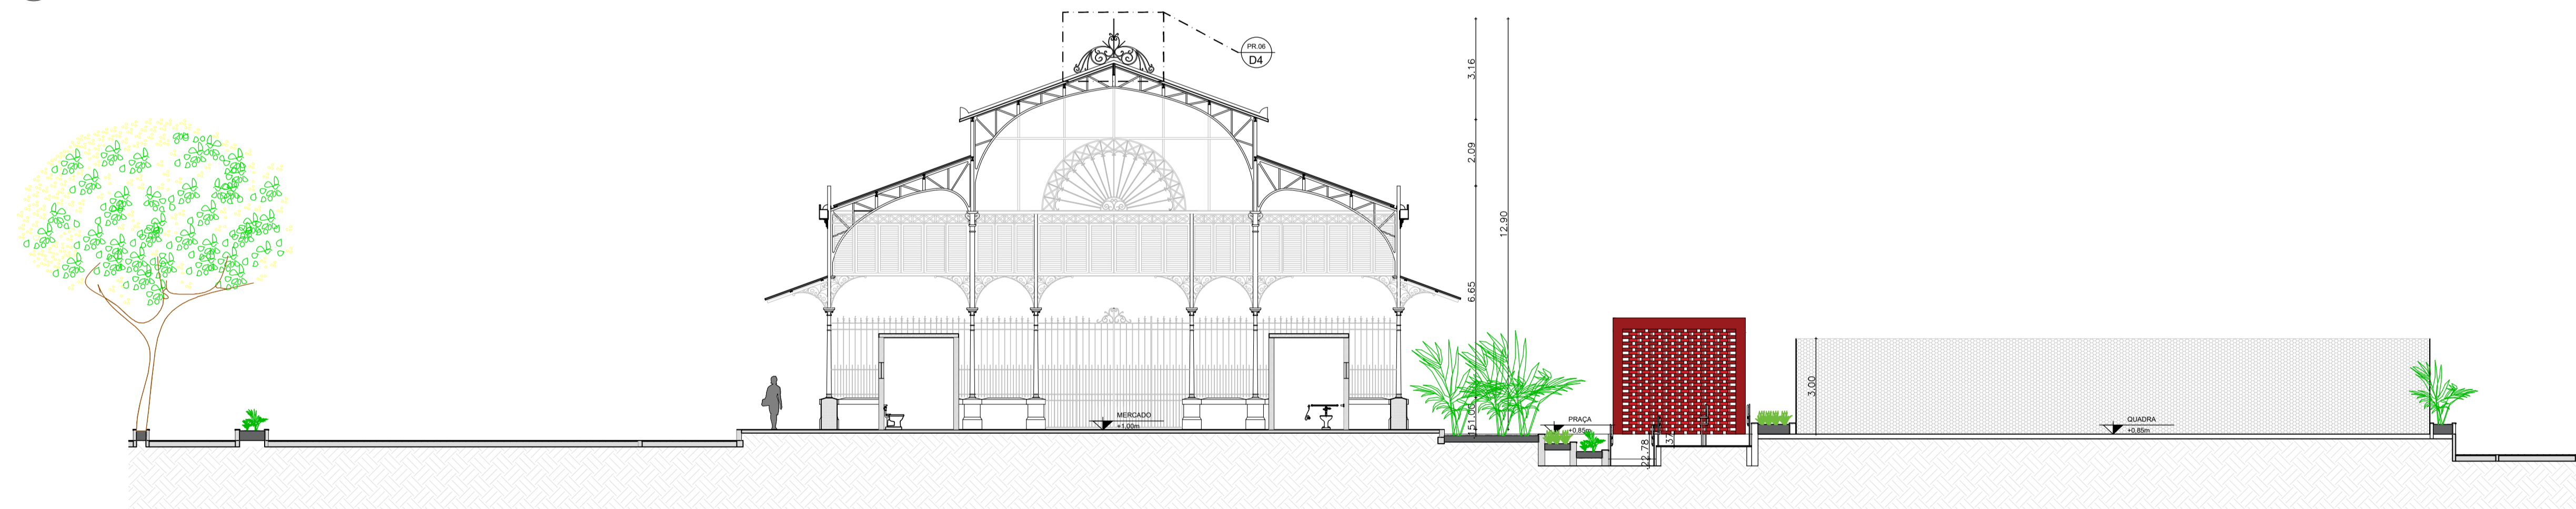 PR.06
D4
3.16
2.09
12.90
6.65
MERCADO
+1,00m
PRAÇA
+0,85m
3.00
QUADRA
+0,85m